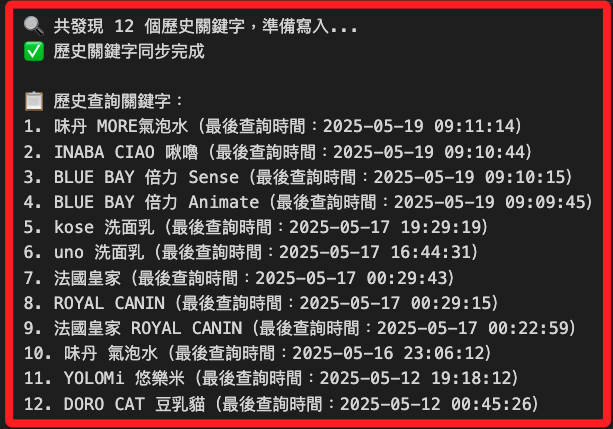 🔍 共發現 12 個歷史關鍵字，準備寫入...
✅ 歷史關鍵字同步完成
📋 歷史查詢關鍵字：
1. 味丹 MORE氣泡水（最後查詢時間：2025-05-19 09:11:14）
2. INABA CIAO 啾嚕（最後查詢時間：2025-05-19 09:10:44）
3. BLUE BAY 倍力 Sense（最後查詢時間：2025-05-19 09:10:15）
4. BLUE BAY 倍力 Animate（最後查詢時間：2025-05-19 09:09:45）
5. kose 洗面乳（最後查詢時間：2025-05-17 19:29:19）
6. uno 洗面乳（最後查詢時間：2025-05-17 16:44:31）
7. 法國皇家（最後查詢時間：2025-05-17 00:29:43）
8. ROYAL CANIN（最後查詢時間：2025-05-17 00:29:15）
9. 法國皇家 ROYAL CANIN（最後查詢時間：2025-05-17 00:22:59）
10. 味丹 氣泡水（最後查詢時間：2025-05-16 23:06:12）
11. YOLOMi 悠樂米（最後查詢時間：2025-05-12 19:18:12）
12. DORO CAT 豆乳貓（最後查詢時間：2025-05-12 00:45:26）